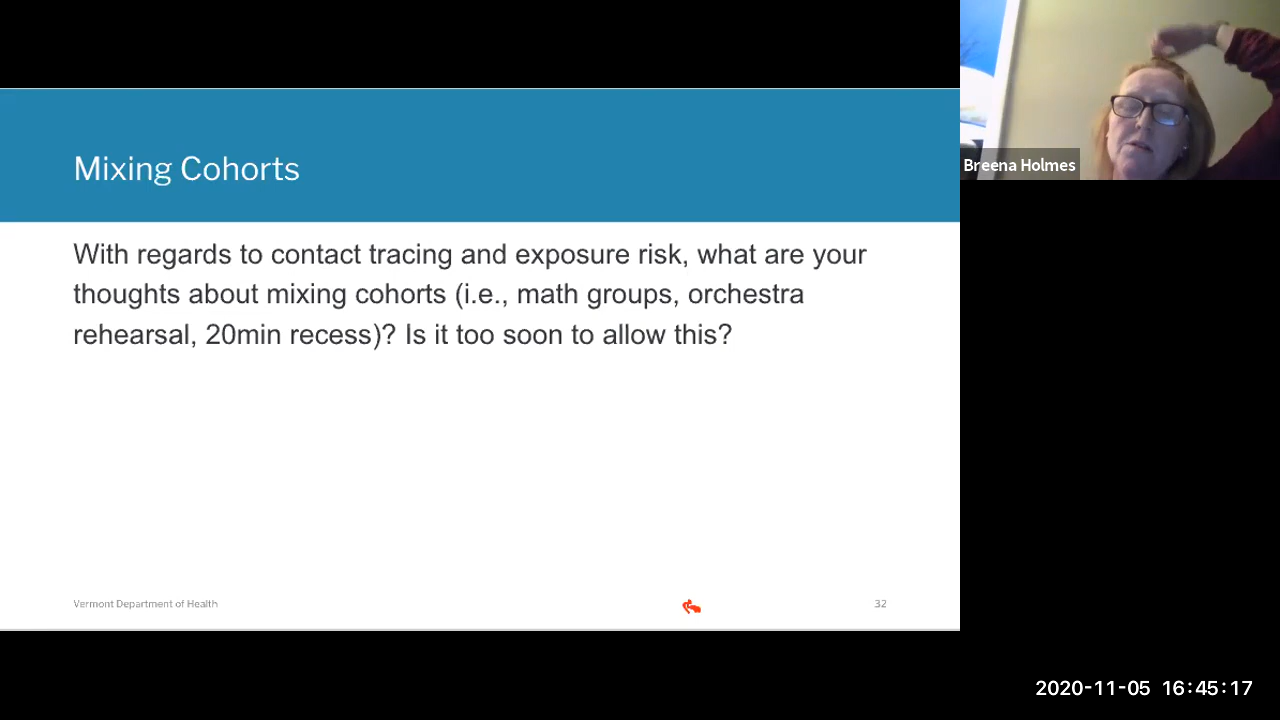 Mixing Cohorts
Breena Holmes
With regards to contact tracing and exposure risk, what are your
thoughts about mixing cohorts (i.e., math groups, orchestra
rehearsal, 20min recess)? Is it too soon to allow this?
Vermont Department of Health
32
2020-11-05 16:45:17